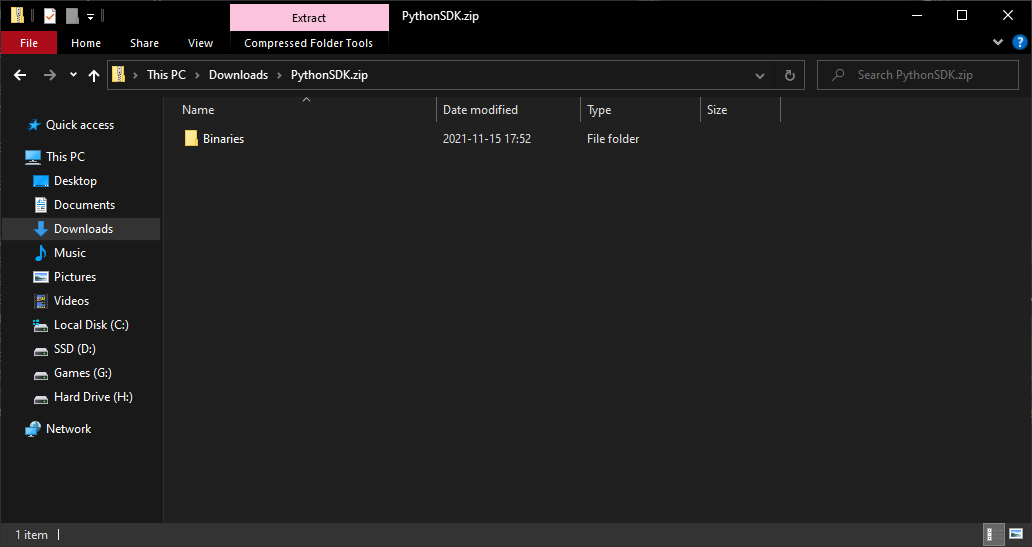 Extract
PythonSDK.zip
File
Home
Share
View
Compressed Folder Tools
This PC
Downloads
PythonSDK.zip
Search PythonSDK.zip
Name
Date modified
Type
Size
Binaries
2021-11-15 17:52
File folder
Quick access
This PC
Desktop
Documents
Downloads
Music
Pictures
Videos
Local Disk (C:)
SSD (D:)
Games (G:)
Hard Drive (H:)
Network
1 item